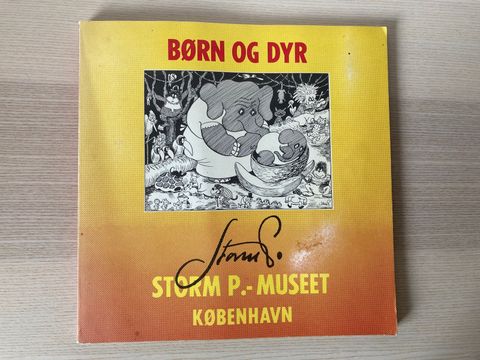 BØRN OG DYR
Storm P.
STORM P.-MUSEET
KØBENHAVN